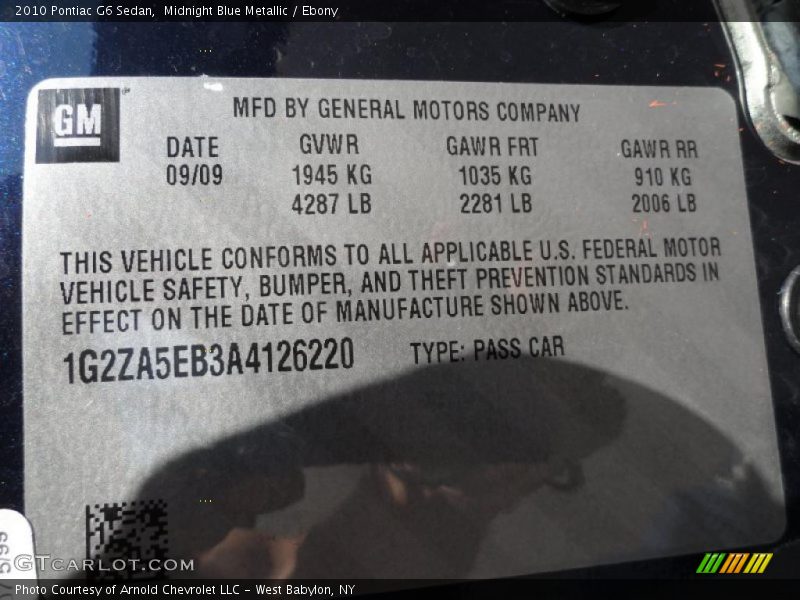 2010 Pontiac G6 Sedan, Midnight Blue Metallic / Ebony
GM
MFD BY GENERAL MOTORS COMPANY
DATE GVWR GAWR FRT GAWR RR
09/09 1945 KG 1035 KG 910 KG
4287 LB 2281 LB 2006 LB
THIS VEHICLE CONFORMS TO ALL APPLICABLE U.S. FEDERAL MOTOR
VEHICLE SAFETY, BUMPER, AND THEFT PREVENTION STANDARDS IN
EFFECT ON THE DATE OF MANUFACTURE SHOWN ABOVE.
1G2ZA5EB3A4126220 TYPE: PASS CAR
5/99
GTcarlot.com
Photo Courtesy of Arnold Chevrolet LLC - West Babylon, NY